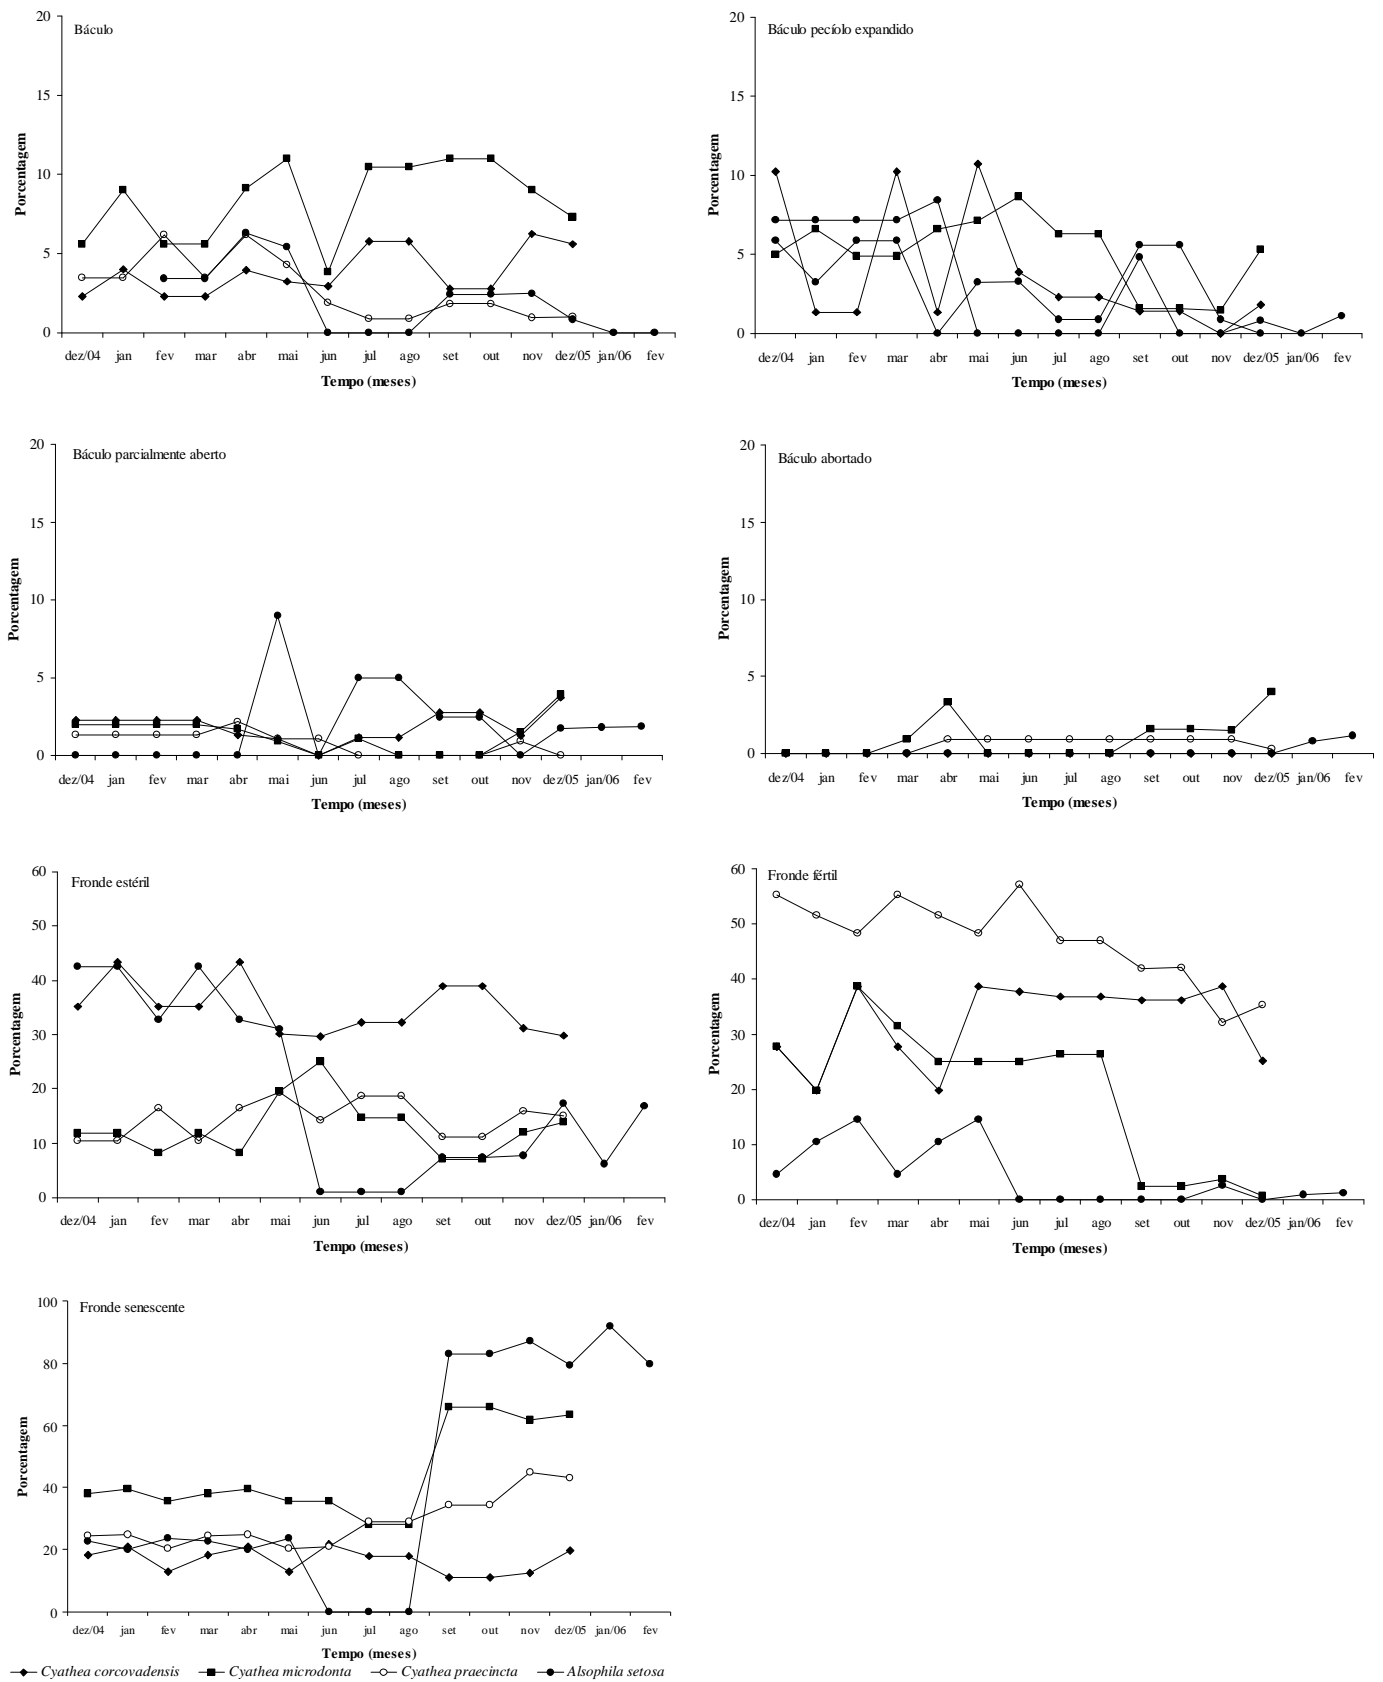 Báculo
20
15
10
5
0
Porcentagem
dez/04 jan fev mar abr mai jun jul ago set out nov dez/05 jan/06 fev
Tempo (meses)
Báculo pecíolo expandido
20
15
10
5
0
Porcentagem
dez/04 jan fev mar abr mai jun jul ago set out nov dez/05 jan/06 fev
Tempo (meses)
Báculo parcialmente aberto
20
15
10
5
0
Porcentagem
dez/04 jan fev mar abr mai jun jul ago set out nov dez/05 jan/06 fev
Tempo (meses)
Báculo abortado
20
15
10
5
0
Porcentagem
dez/04 jan fev mar abr mai jun jul ago set out nov dez/05 jan/06 fev
Tempo (meses)
Fronde estéril
60
50
40
30
20
10
0
Porcentagem
dez/04 jan fev mar abr mai jun jul ago set out nov dez/05 jan/06 fev
Tempo (meses)
Fronde fértil
60
50
40
30
20
10
0
Porcentagem
dez/04 jan fev mar abr mai jun jul ago set out nov dez/05 jan/06 fev
Tempo (meses)
Fronde senescente
100
80
60
40
20
0
Porcentagem
dez/04 jan fev mar abr mai jun jul ago set out nov dez/05 jan/06 fev
Tempo (meses)
Cyathea corcovadensis Cyathea microdonta Cyathea praecincta Alsophila setosa